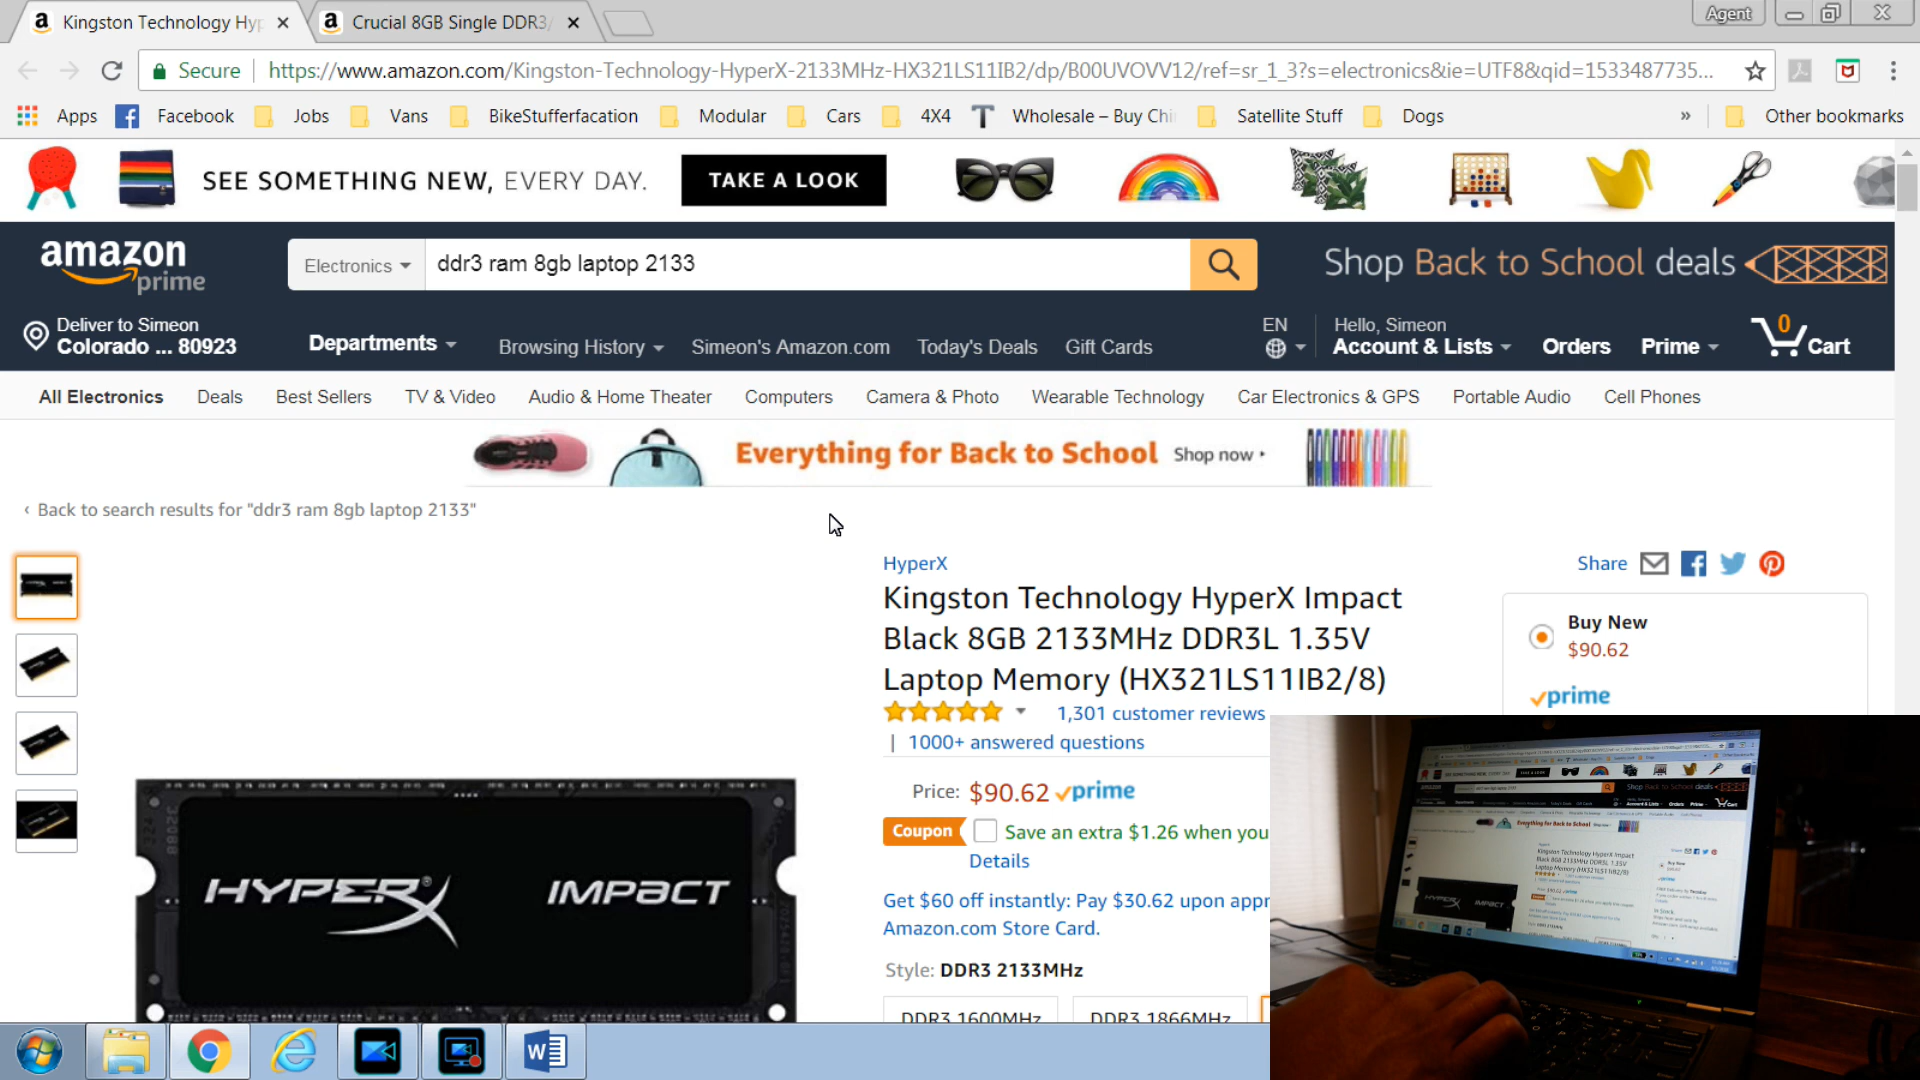 Kingston Technology Hyp
Crucial 8GB Single DDR3/
Agent
Secure
https://www.amazon.com/Kingston-Technology-HyperX-2133MHz-HX321LS11IB2/dp/B00UVOVV12/ref=sr_1_3?s=electronics&ie=UTF8&qid=1533487735...
Apps
Facebook
Jobs
Vans
BikeStufferfacation
Modular
Cars
4X4
Wholesale – Buy Chi
Satellite Stuff
Dogs
»
Other bookmarks
SEE SOMETHING NEW, EVERY DAY.
TAKE A LOOK
amazon
prime
Electronics
ddr3 ram 8gb laptop 2133
Shop Back to School deals
Deliver to Simeon
Colorado ... 80923
Departments
Browsing History
Simeon's Amazon.com
Today's Deals
Gift Cards
EN
Hello, Simeon
Account & Lists
Orders
Prime
0
Cart
All Electronics
Deals
Best Sellers
TV & Video
Audio & Home Theater
Computers
Camera & Photo
Wearable Technology
Car Electronics & GPS
Portable Audio
Cell Phones
Everything for Back to School
Shop now
‹ Back to search results for "ddr3 ram 8gb laptop 2133"
HyperX
Kingston Technology HyperX Impact
Black 8GB 2133MHz DDR3L 1.35V
Laptop Memory (HX321LS11IB2/8)
1,301 customer reviews
| 1000+ answered questions
Price: $90.62 prime
Coupon
Save an extra $1.26 when you
Details
Get $60 off instantly: Pay $30.62 upon appr
Amazon.com Store Card.
Style: DDR3 2133MHz
DDR3 1600MHz
DDR3 1866MHz
Share
Buy New
$90.62
prime
HYPERX
IMPACT